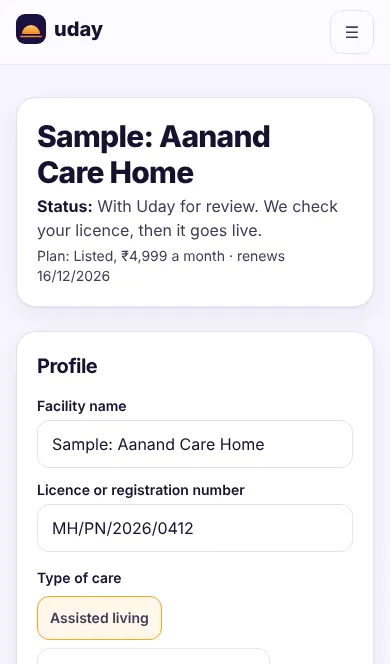 uday
☰
Sample: Aanand
Care Home
Status: With Uday for review. We check
your licence, then it goes live.
Plan: Listed, ₹4,999 a month · renews
16/12/2026
Profile
Facility name
Sample: Aanand Care Home
Licence or registration number
MH/PN/2026/0412
Type of care
Assisted living